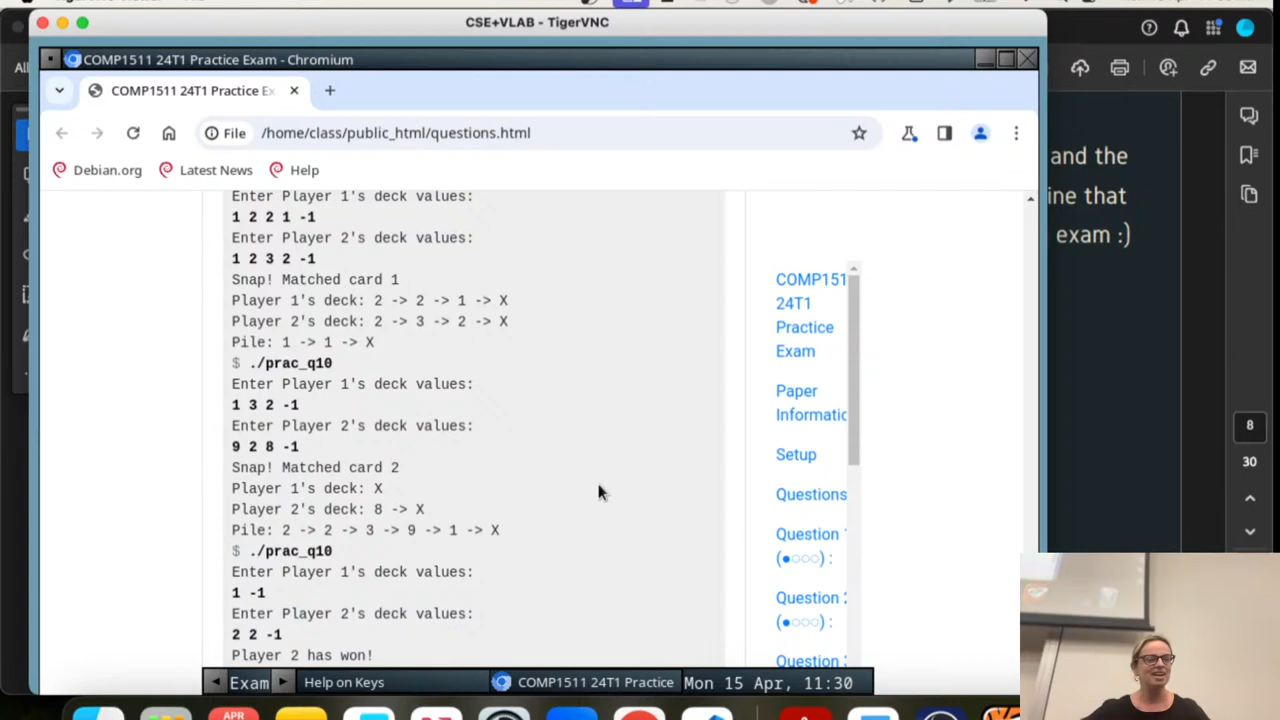 CSE+VLAB - TigerVNC
COMP1511 24T1 Practice Exam - Chromium
COMP1511 24T1 Practice Ex
File /home/class/public_html/questions.html
Debian.org Latest News Help
Enter Player 1's deck values:
1 2 2 1 -1
Enter Player 2's deck values:
1 2 3 2 -1
Snap! Matched card 1
Player 1's deck: 2 -> 2 -> 1 -> X
Player 2's deck: 2 -> 3 -> 2 -> X
Pile: 1 -> 1 -> X
$ ./prac_q10
Enter Player 1's deck values:
1 3 2 -1
Enter Player 2's deck values:
9 2 8 -1
Snap! Matched card 2
Player 1's deck: X
Player 2's deck: 8 -> X
Pile: 2 -> 2 -> 3 -> 9 -> 1 -> X
$ ./prac_q10
Enter Player 1's deck values:
1 -1
Enter Player 2's deck values:
2 2 -1
Player 2 has won!
COMP1511
24T1
Practice
Exam
Paper
Informatic
Setup
Questions
Question 1
(●○○○) :
Question 2
(●○○○) :
Question 3
and the
ine that
exam :)
8
30
Al
Exam Help on Keys COMP1511 24T1 Practice Mon 15 Apr, 11:30
APR